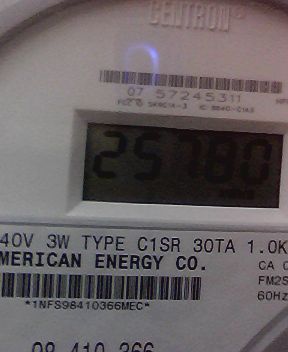 CENTRON
07 57245311
25780
40V 3W TYPE C1SR 30TA 1.0K
MERICAN ENERGY CO.
CA
FM2S
60Hz
*1NFS98410366MEC*
08 410 366